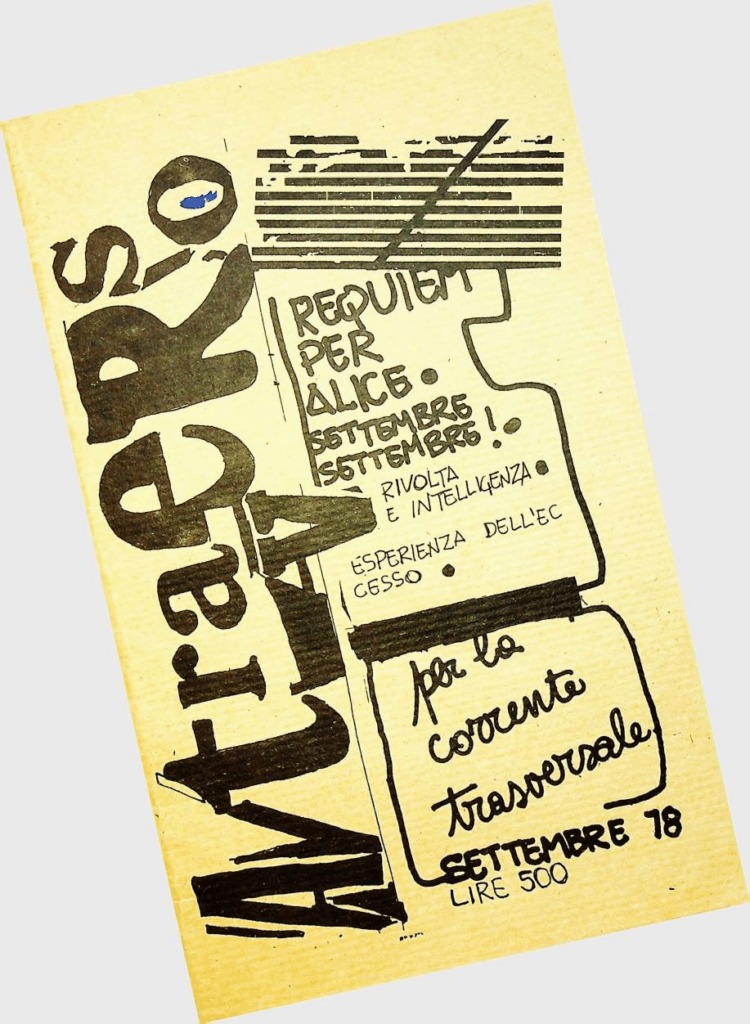 A/traVeRsO
REQUIEM
PER
ALICE •
SETTEMBRE
SETTEMBRE! •
RIVOLTA
E INTELLIGENZA •
ESPERIENZA DELL'EC
CESSO •
per la
corrente
trasversale
SETTEMBRE 78
LIRE 500